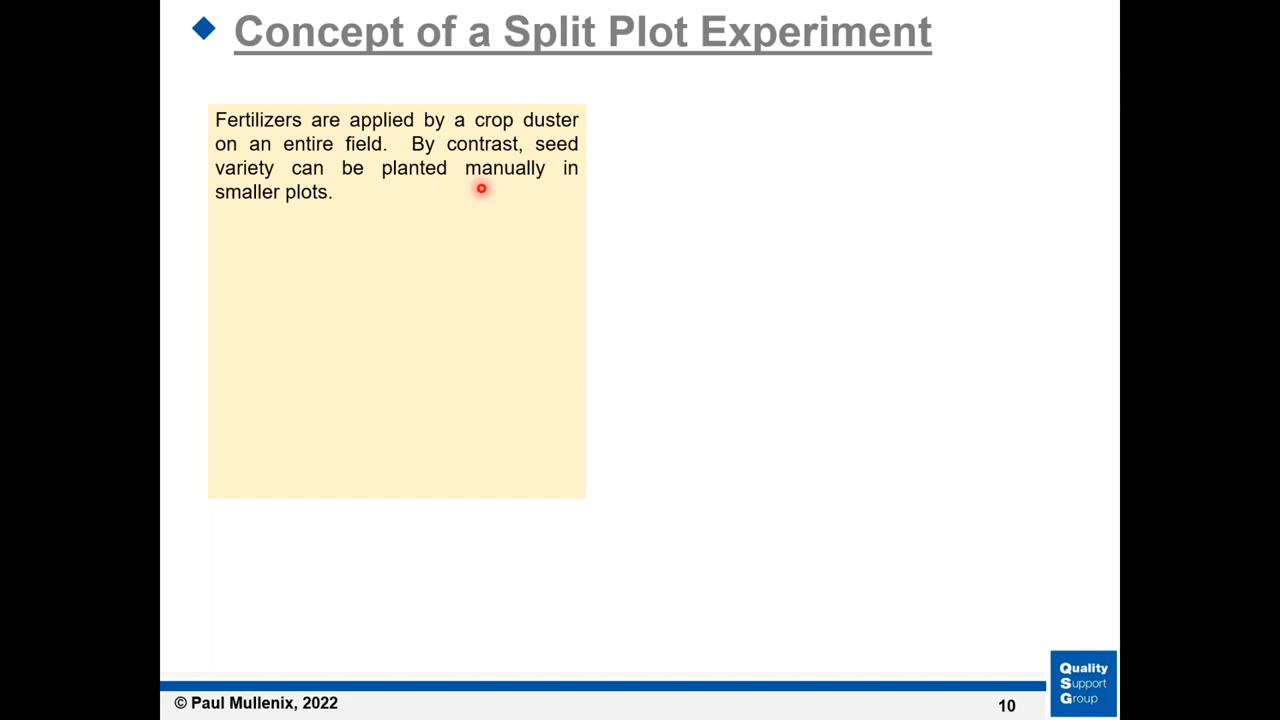 Concept of a Split Plot Experiment
Fertilizers are applied by a crop duster
on an entire field. By contrast, seed
variety can be planted manually in
smaller plots.
© Paul Mullenix, 2022
10
Quality
Support
Group